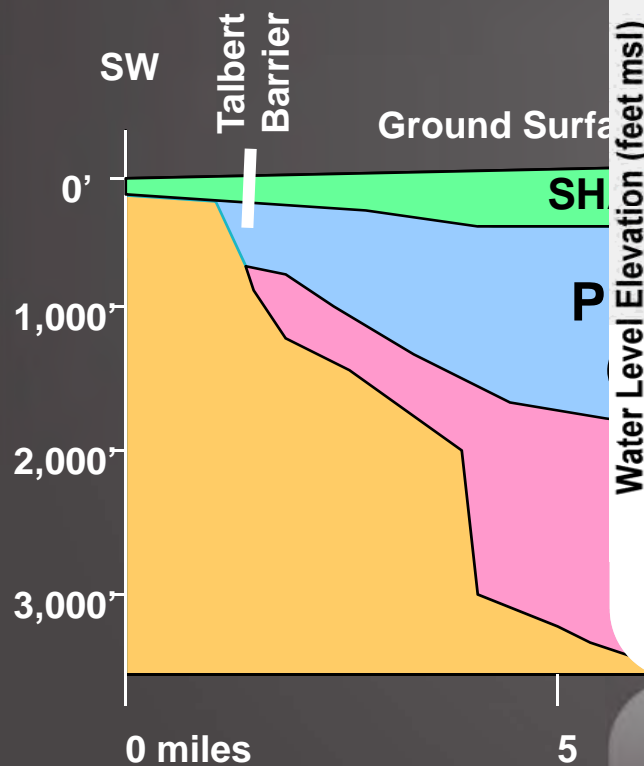 SW
Talbert
Barrier
Ground Surfa
0'
SHA
P
1,000'
2,000'
3,000'
0 miles
5
Water Level Elevation (feet msl)